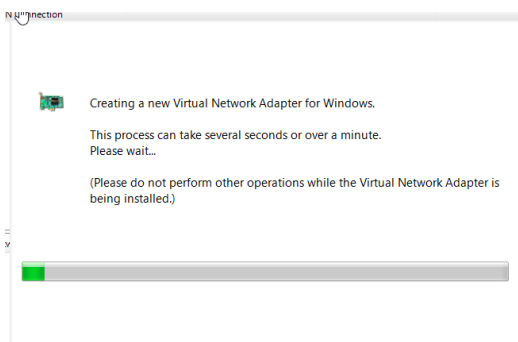 Creating a new Virtual Network Adapter for Windows.
This process can take several seconds or over a minute.
Please wait...
(Please do not perform other operations while the Virtual Network Adapter is
being installed.)